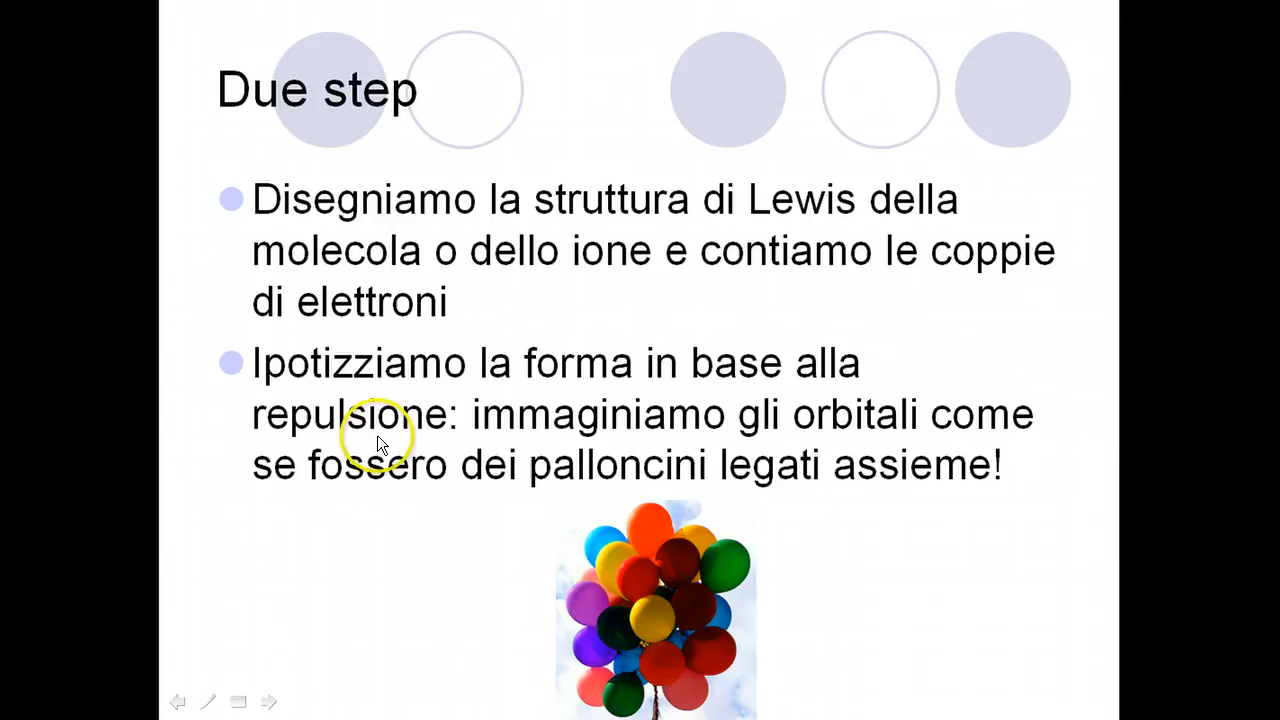 Due step
Disegniamo la struttura di Lewis della
molecola o dello ione e contiamo le coppie
di elettroni
Ipotizziamo la forma in base alla
repulsione: immaginiamo gli orbitali come
se fossero dei palloncini legati assieme!